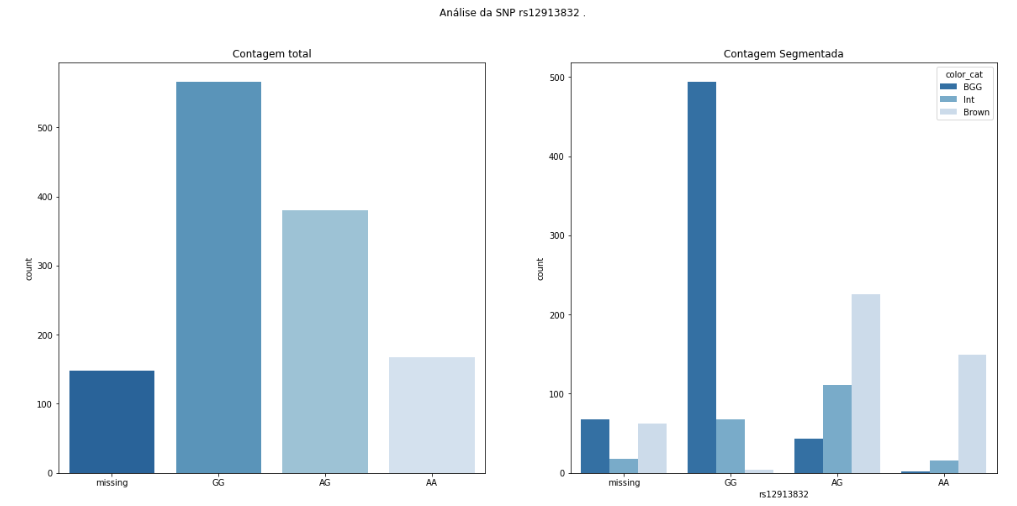 Análise da SNP rs12913832 .
Contagem total
count
500
400
300
200
100
0
missing
GG
AG
AA
Contagem Segmentada
color_cat
BGG
Int
Brown
count
500
400
300
200
100
0
missing
GG
AG
AA
rs12913832